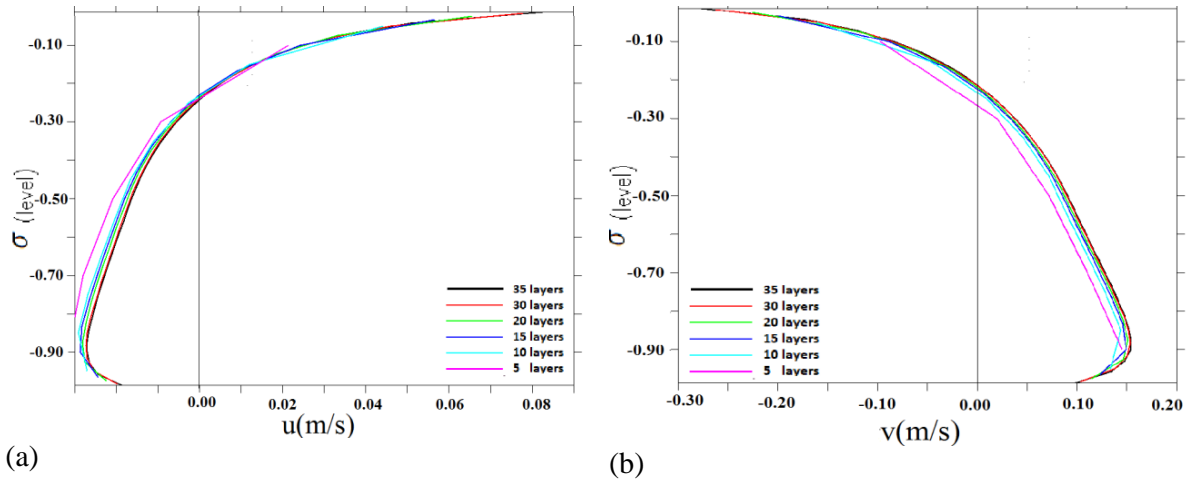 -0.10
-0.30
-0.50
-0.70
-0.90
σ (level)
35 layers
30 layers
20 layers
15 layers
10 layers
5 layers
0.00 0.02 0.04 0.06 0.08
u(m/s)
(a)
-0.10
-0.30
-0.50
-0.70
-0.90
σ (level)
35 layers
30 layers
20 layers
15 layers
10 layers
5 layers
-0.30 -0.20 -0.10 0.00 0.10 0.20
v(m/s)
(b)